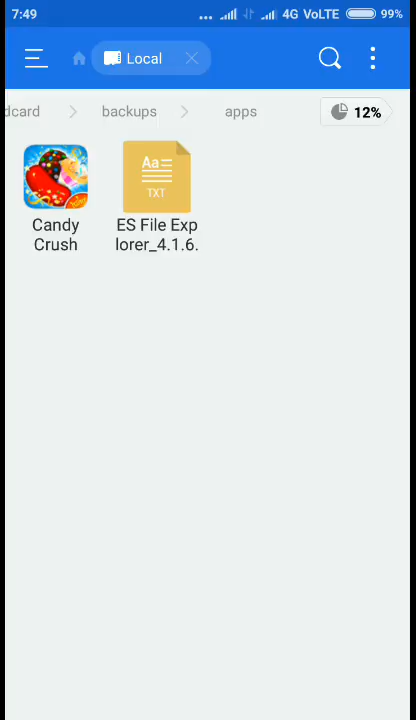 7:49 4G VoLTE 99%
Local
dcard backups apps 12%
Aa
TXT
Candy
Crush
ES File Exp
lorer_4.1.6.